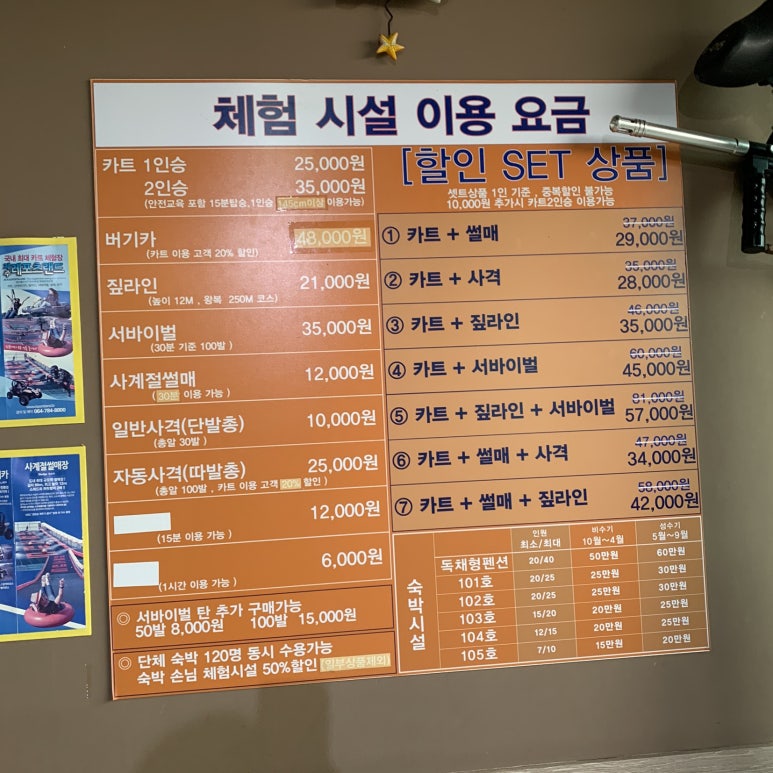 체험 시설 이용 요금
카트 1인승 25,000원
2인승 35,000원
(안전교육 포함 15분탑승,1인승 145cm이상 이용가능)
버기카 48,000원
(카트 이용 고객 20% 할인)
짚라인 21,000원
(높이 12M , 왕복 250M 코스)
서바이벌 35,000원
(30분 기준 100발 )
사계절썰매 12,000원
(30분 이용 가능 )
일반사격(단발총) 10,000원
(총알 30발 )
자동사격(따발총) 25,000원
(총알 100발 , 카트 이용 고객 20% 할인 )
12,000원
(15분 이용 가능 )
6,000원
(1시간 이용 가능 )
◎ 서바이벌 탄 추가 구매가능
50발 8,000원 100발 15,000원
◎ 단체 숙박 120명 동시 수용가능
숙박 손님 체험시설 50%할인 [일부상품제외]
[할인 SET 상품]
셋트상품 1인 기준 , 중복할인 불가능
10,000원 추가시 카트2인승 이용가능
37,000원
① 카트 + 썰매 29,000원
35,000원
② 카트 + 사격 28,000원
46,000원
③ 카트 + 짚라인 35,000원
60,000원
④ 카트 + 서바이벌 45,000원
81,000원
⑤ 카트 + 짚라인 + 서바이벌 57,000원
47,000원
⑥ 카트 + 썰매 + 사격 34,000원
58,000원
⑦ 카트 + 썰매 + 짚라인 42,000원
숙박시설
인원 비수기 성수기
최소/최대 10월~4월 5월~9월
독채형펜션 20/40 50만원 60만원
101호 20/25 25만원 30만원
102호 20/25 25만원 30만원
103호 15/20 20만원 25만원
104호 12/15 20만원 25만원
105호 7/10 15만원 20만원
국내 최대 카트 체험장
064-784-8800
사계절썰매장